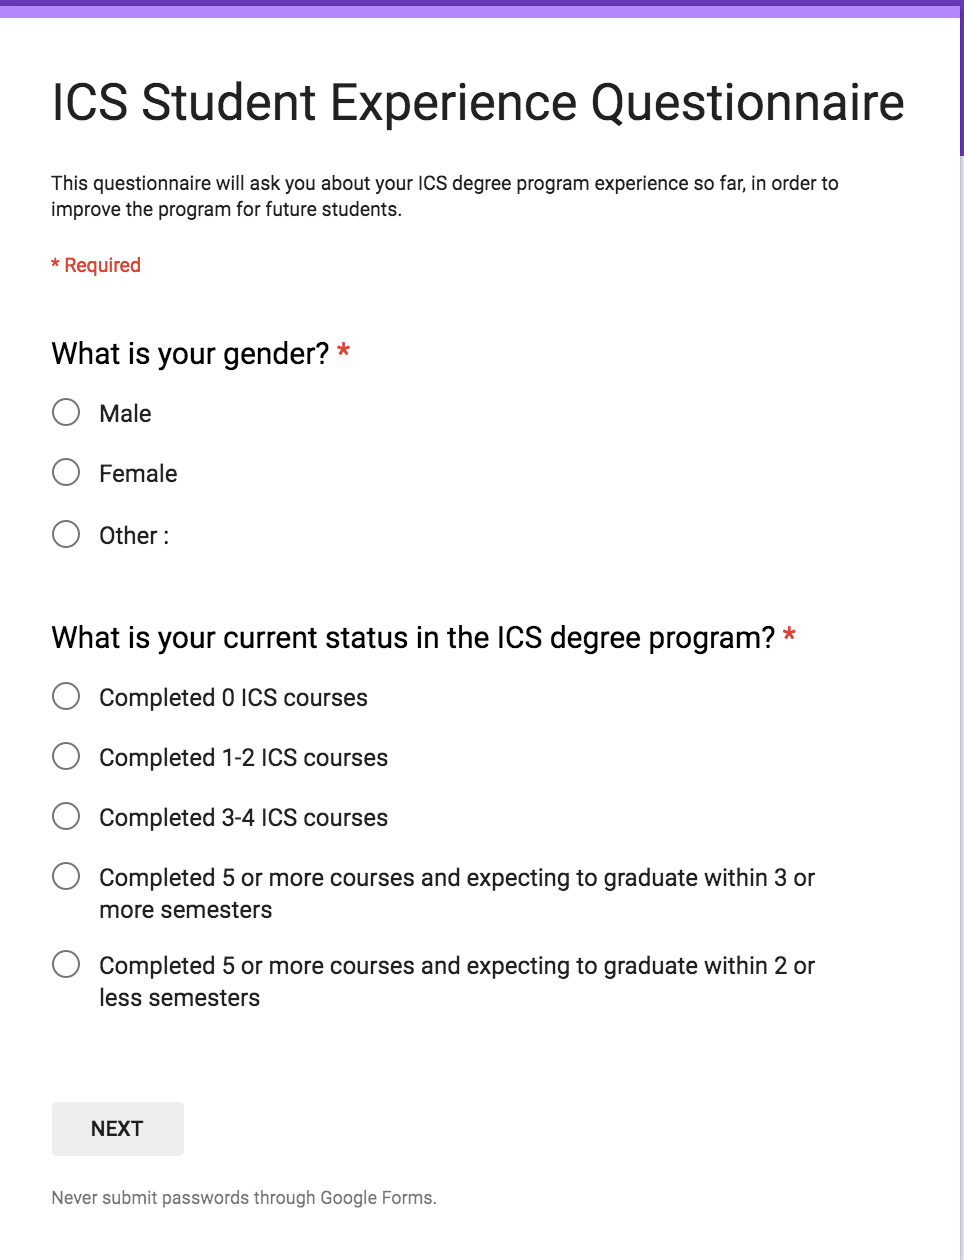 ICS Student Experience Questionnaire
This questionnaire will ask you about your ICS degree program experience so far, in order to
improve the program for future students.
* Required
What is your gender? *
Male
Female
Other :
What is your current status in the ICS degree program? *
Completed 0 ICS courses
Completed 1-2 ICS courses
Completed 3-4 ICS courses
Completed 5 or more courses and expecting to graduate within 3 or
more semesters
Completed 5 or more courses and expecting to graduate within 2 or
less semesters
NEXT
Never submit passwords through Google Forms.